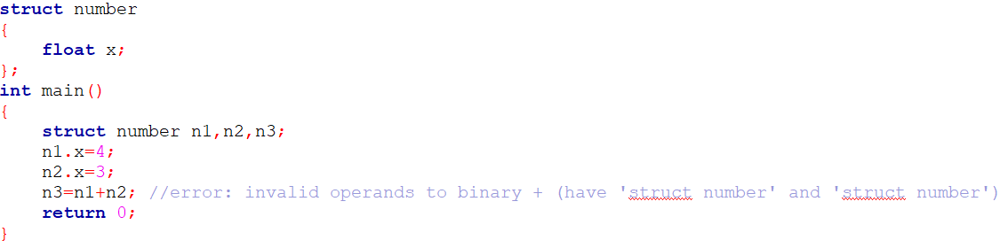 struct number
{
    float x;
};
int main()
{
    struct number n1,n2,n3;
    n1.x=4;
    n2.x=3;
    n3=n1+n2; //error: invalid operands to binary + (have 'struct number' and 'struct number')
    return 0;
}